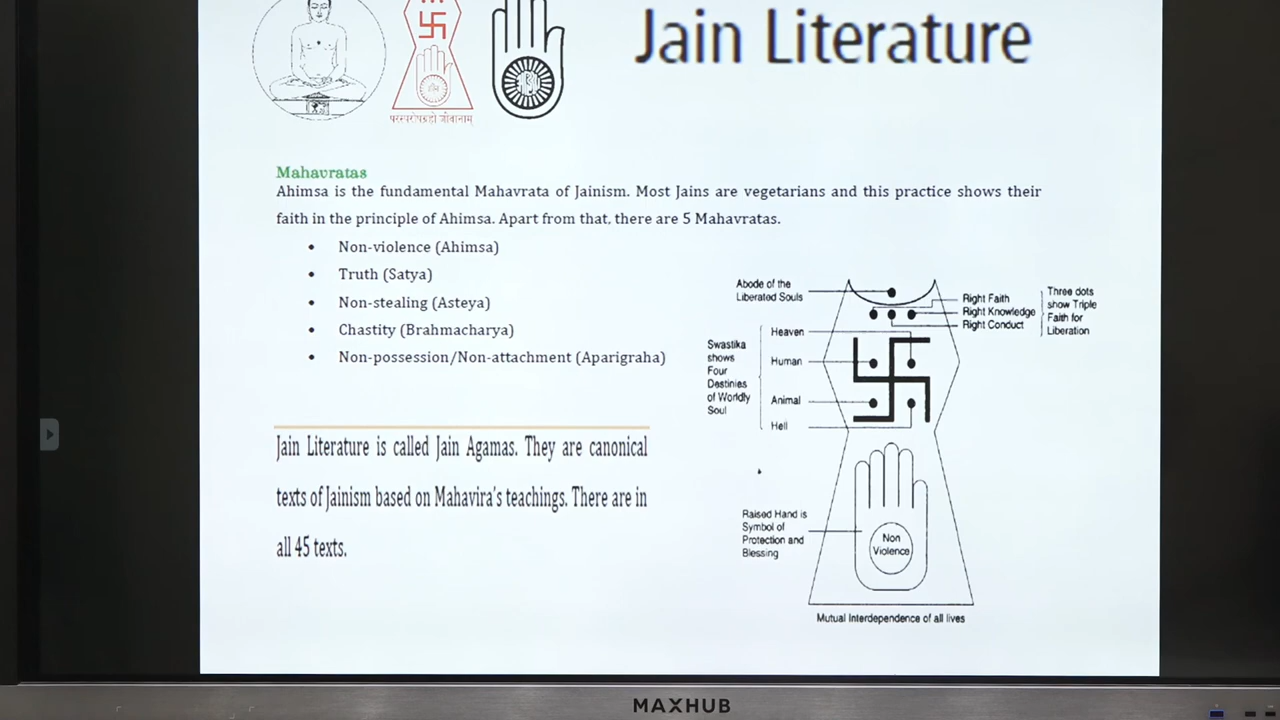 Jain Literature
परस्परोपग्रहो जीवानाम्
Mahavratas
Ahimsa is the fundamental Mahavrata of Jainism. Most Jains are vegetarians and this practice shows their
faith in the principle of Ahimsa. Apart from that, there are 5 Mahavratas.
• Non-violence (Ahimsa)
• Truth (Satya)
• Non-stealing (Asteya)
• Chastity (Brahmacharya)
• Non-possession/Non-attachment (Aparigraha)
Jain Literature is called Jain Agamas. They are canonical
texts of Jainism based on Mahavira's teachings. There are in
all 45 texts.
Abode of the
Liberated Souls
Right Faith
Right Knowledge
Right Conduct
Three dots
show Triple
Faith for
Liberation
Swastika
shows
Four
Destinies
of Worldly
Soul
Heaven
Human
Animal
Hell
Raised Hand is
Symbol of
Protection and
Blessing
Non
Violence
Mutual Interdependence of all lives
MAXHUB